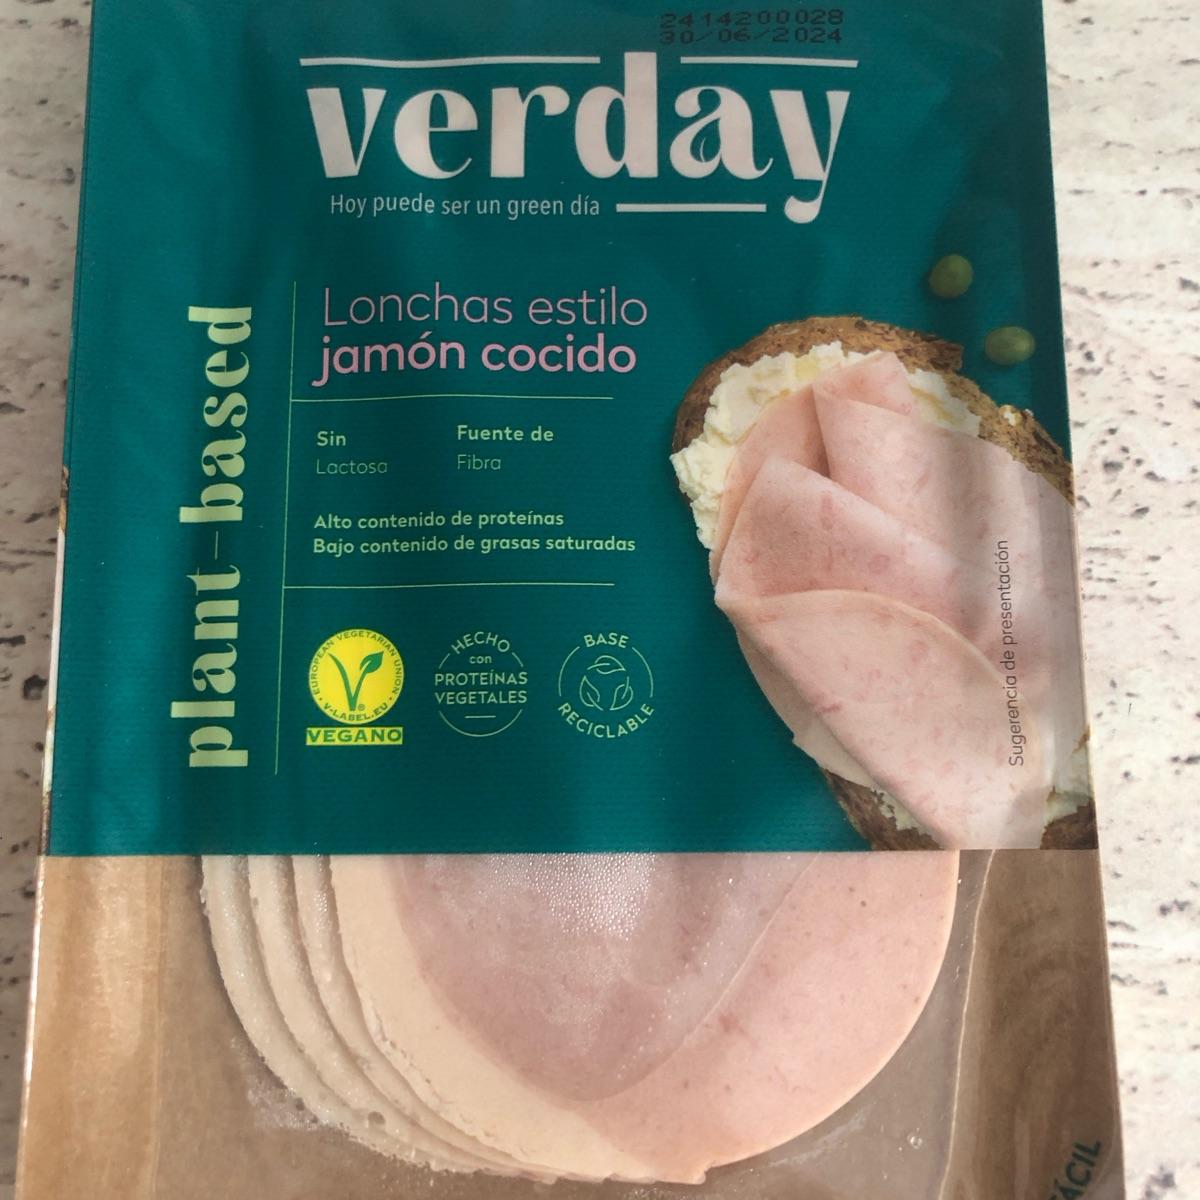 2414200028
30/06/2024
verday
Hoy puede ser un green día
plant-based
Lonchas estilo
jamón cocido
Sin
Lactosa
Fuente de
Fibra
Alto contenido de proteínas
Bajo contenido de grasas saturadas
EUROPEAN VEGETARIAN UNION
V-LABEL.EU
VEGANO
HECHO
con
PROTEÍNAS
VEGETALES
BASE
RECICLABLE
Sugerencia de presentación